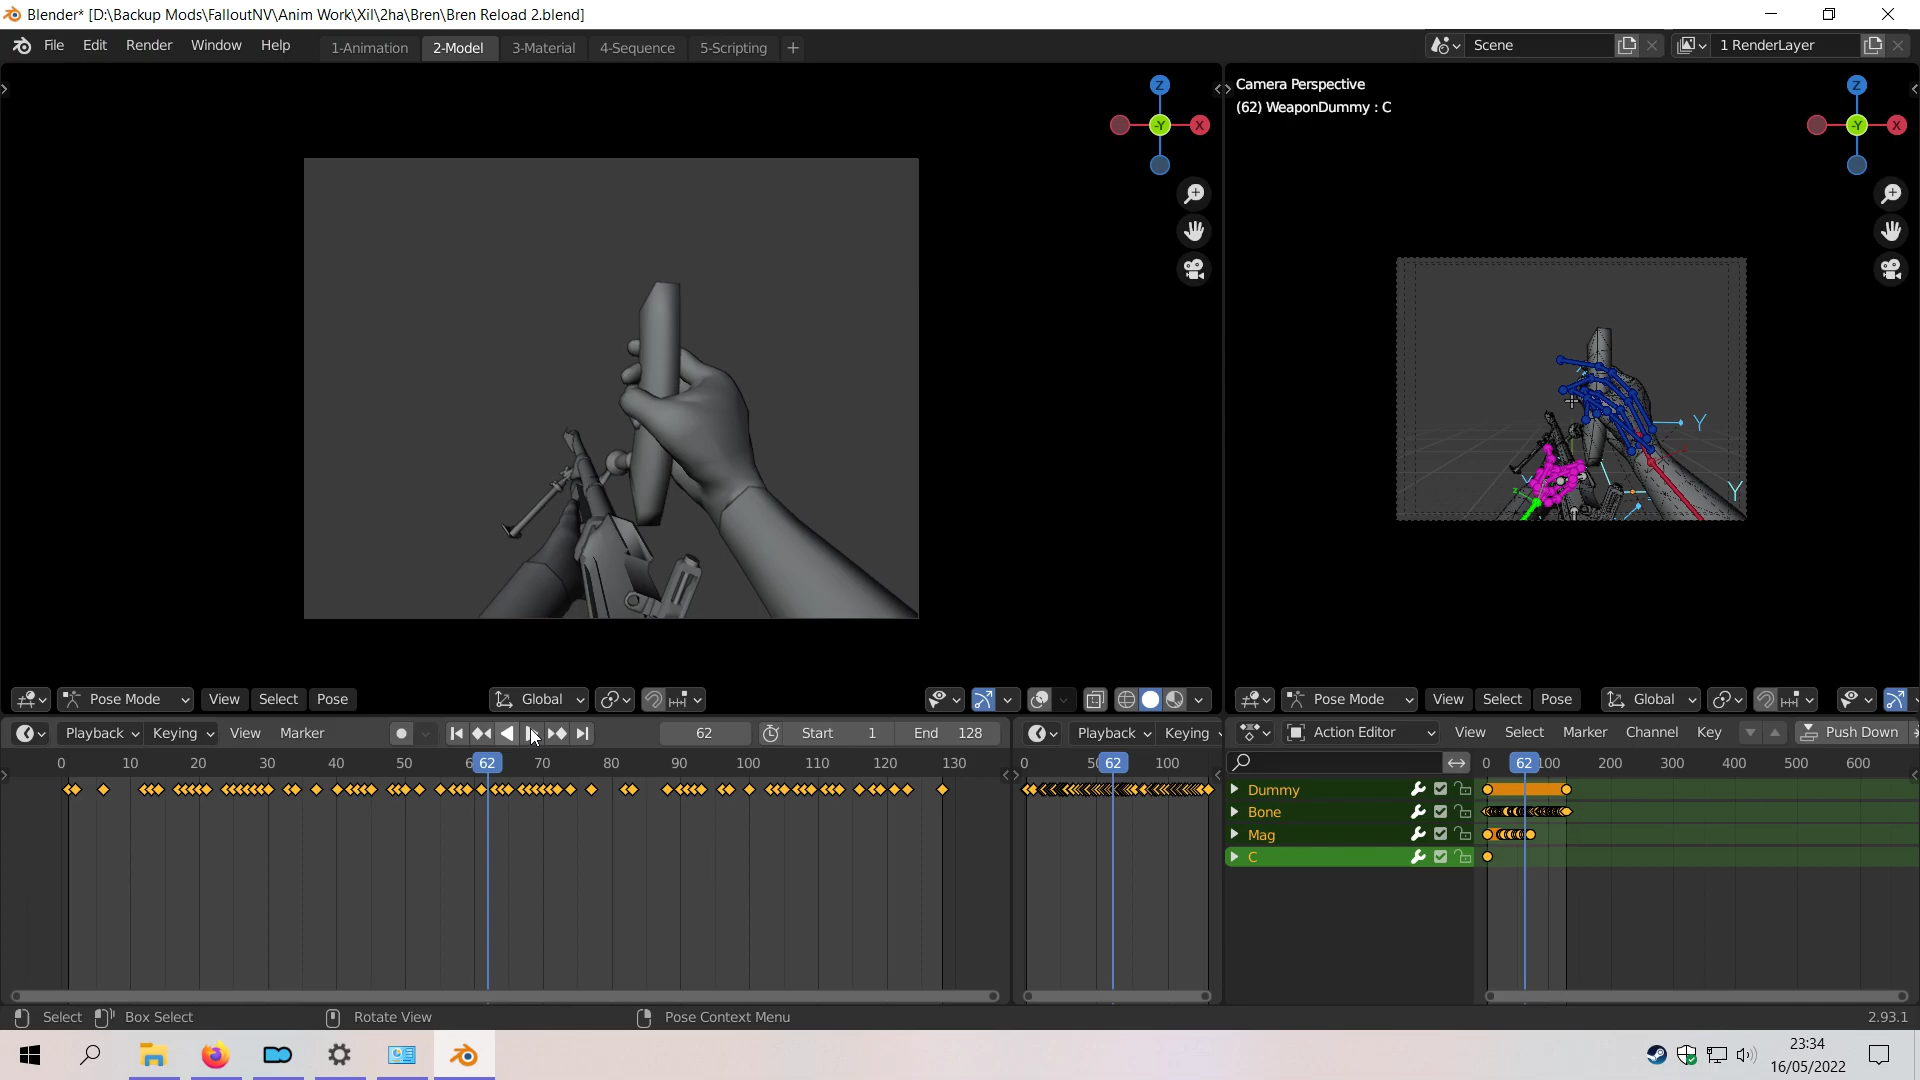 Blender* [D:\Backup Mods\FalloutNV\Anim Work\Xil\2ha\Bren\Bren Reload 2.blend]
File Edit Render Window Help 1-Animation 2-Model 3-Material 4-Sequence 5-Scripting + Scene 1 RenderLayer
Camera Perspective
(62) WeaponDummy : C
Z
-Y
X
Z
-Y
X
Y
Y
Z
Pose Mode View Select Pose Global
Pose Mode View Select Pose Global
Playback Keying View Marker 62 Start 1 End 128
0 10 20 30 40 50 6 62 70 80 90 100 110 120 130
Playback Keying
0 5 62 100
Action Editor View Select Marker Channel Key Push Down
0 62 100 200 300 400 500 600
Dummy
Bone
Mag
C
Select Box Select Rotate View Pose Context Menu 2.93.1
23:34
16/05/2022